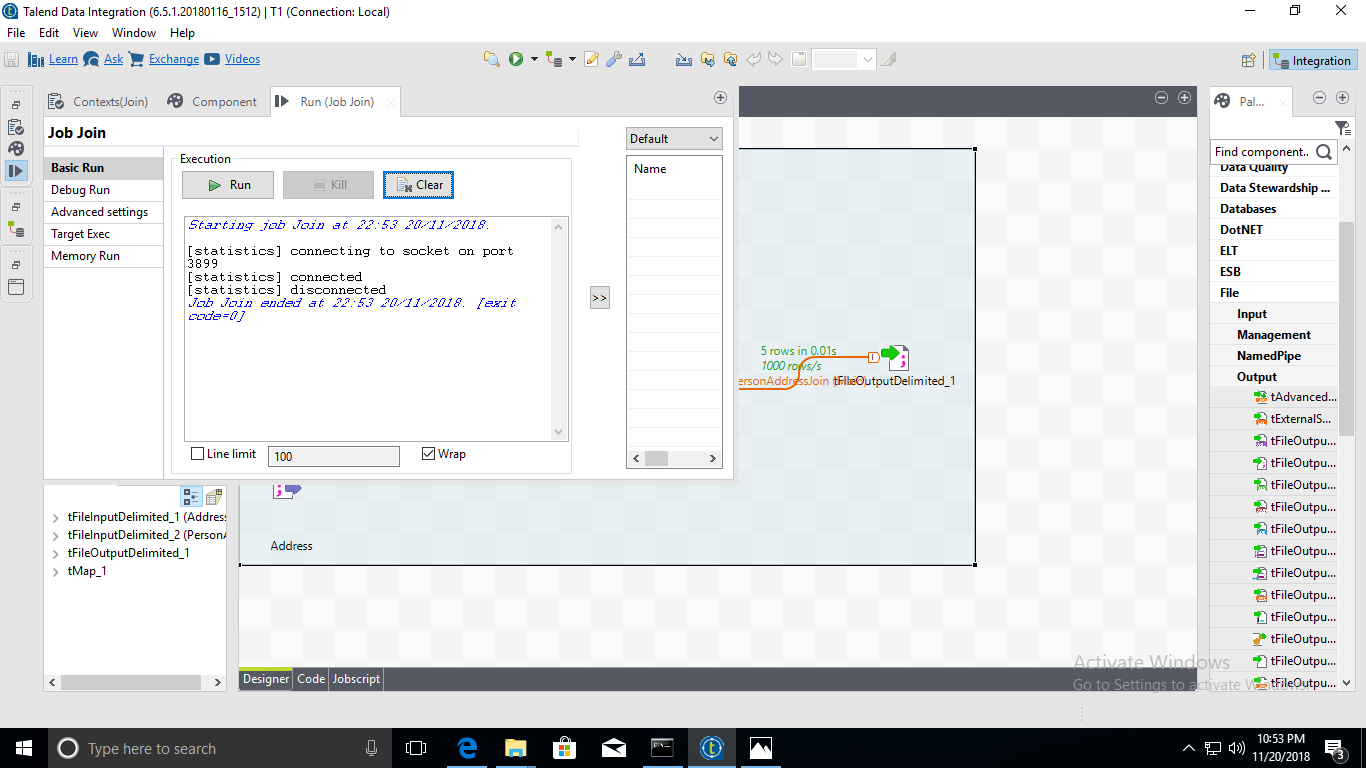 Talend Data Integration (6.5.1.20180116_1512) | T1 (Connection: Local)
File Edit View Window Help
Learn Ask Exchange Videos
Integration
Contexts(Join) Component Run (Job Join)
Job Join
Basic Run
Debug Run
Advanced settings
Target Exec
Memory Run
Execution
Run Kill Clear
Starting job Join at 22:53 20/11/2018.
[statistics] connecting to socket on port
3899
[statistics] connected
[statistics] disconnected
Job Join ended at 22:53 20/11/2018. [exit
code=0]
Line limit 100 Wrap
Default
Name
>>
5 rows in 0.01s
1000 rows/s
ersonAddressJoin
tFileOutputDelimited_1
Address
tFileInputDelimited_1 (Addres
tFileInputDelimited_2 (Person
tFileOutputDelimited_1
tMap_1
Designer Code Jobscript
Pal...
Find component..
Data Quality
Data Stewardship ...
Databases
DotNET
ELT
ESB
File
Input
Management
NamedPipe
Output
tAdvanced...
tExternalS...
tFileOutpu...
tFileOutpu...
tFileOutpu...
tFileOutpu...
tFileOutpu...
tFileOutpu...
tFileOutpu...
tFileOutpu...
tFileOutpu...
tFileOutpu...
tFileOutpu...
tFileOutpu...
Activate Windows
Go to Settings to activate Windows.
Type here to search
10:53 PM
11/20/2018
3